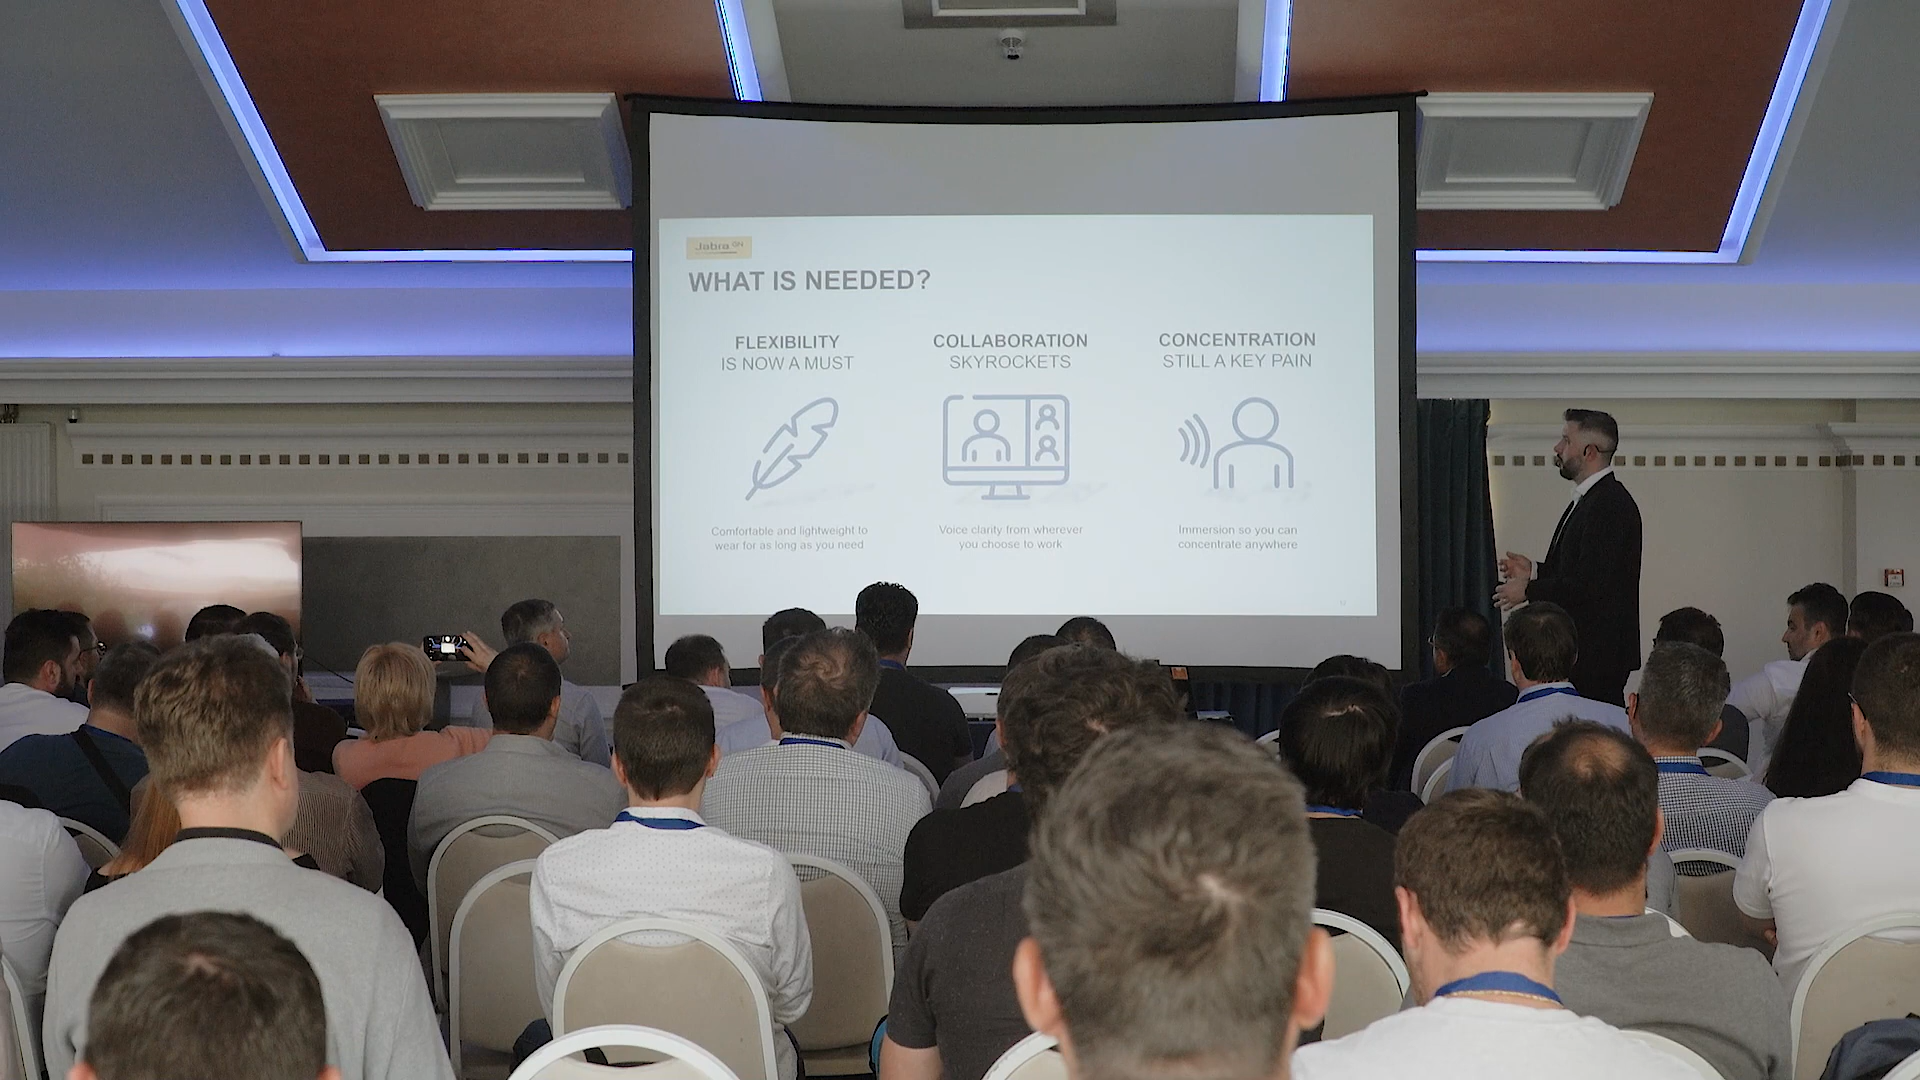 Jabra GN
WHAT IS NEEDED?
FLEXIBILITY
IS NOW A MUST
COLLABORATION
SKYROCKETS
CONCENTRATION
STILL A KEY PAIN
Comfortable and lightweight to
wear for as long as you need
Voice clarity from wherever
you choose to work
Immersion so you can
concentrate anywhere